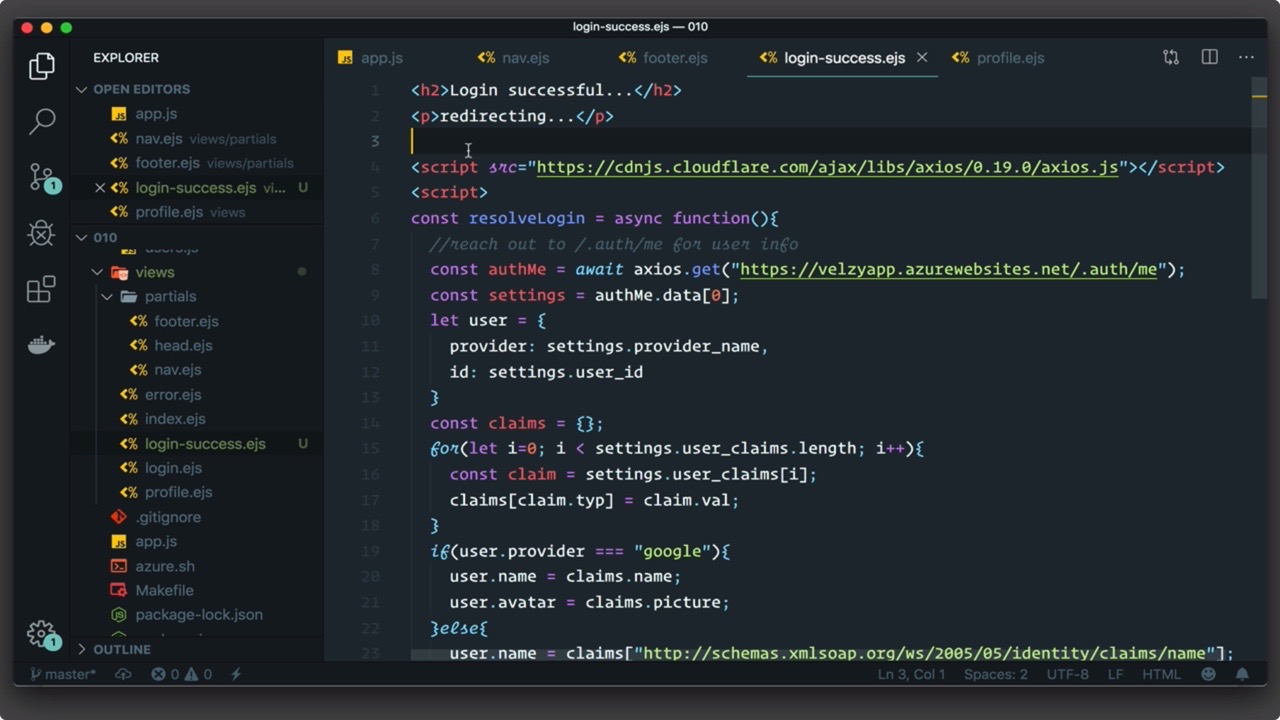 login-success.ejs — 010
EXPLORER
OPEN EDITORS
app.js
nav.ejs views/partials
footer.ejs views/partials
login-success.ejs vi... U
profile.ejs views
010
users.js
views
partials
footer.ejs
head.ejs
nav.ejs
error.ejs
index.ejs
login-success.ejs U
login.ejs
profile.ejs
.gitignore
app.js
azure.sh
Makefile
package-lock.json
OUTLINE
1
1
app.js nav.ejs footer.ejs login-success.ejs profile.ejs
1 <h2>Login successful...</h2>
2 <p>redirecting...</p>
3
4 <script src="https://cdnjs.cloudflare.com/ajax/libs/axios/0.19.0/axios.js"></script>
5 <script>
6 const resolveLogin = async function(){
7 //reach out to /.auth/me for user info
8 const authMe = await axios.get("https://velzyapp.azurewebsites.net/.auth/me");
9 const settings = authMe.data[0];
10 let user = {
11 provider: settings.provider_name,
12 id: settings.user_id
13 }
14 const claims = {};
15 for(let i=0; i < settings.user_claims.length; i++){
16 const claim = settings.user_claims[i];
17 claims[claim.typ] = claim.val;
18 }
19 if(user.provider === "google"){
20 user.name = claims.name;
21 user.avatar = claims.picture;
22 }else{
23 user.name = claims["http://schemas.xmlsoap.org/ws/2005/05/identity/claims/name"];
master* 0 0 Ln 3, Col 1 Spaces: 2 UTF-8 LF HTML